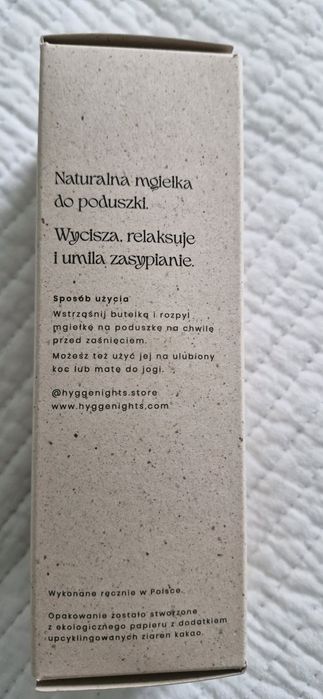 Naturalna mgiełka
do poduszki.
Wycisza, relaksuje
i umila zasypianie.
Sposób użycia
Wstrząśnij butelką i rozpyl
mgiełkę na poduszkę na chwilę
przed zaśnięciem.
Możesz też użyć jej na ulubiony
koc lub matę do jogi.
@hyggenights.store
www.hyggenights.com
Wykonane ręcznie w Polsce.
Opakowanie zostało stworzone
z ekologicznego papieru z dodatkiem
upcyklingowanych ziaren kakao.